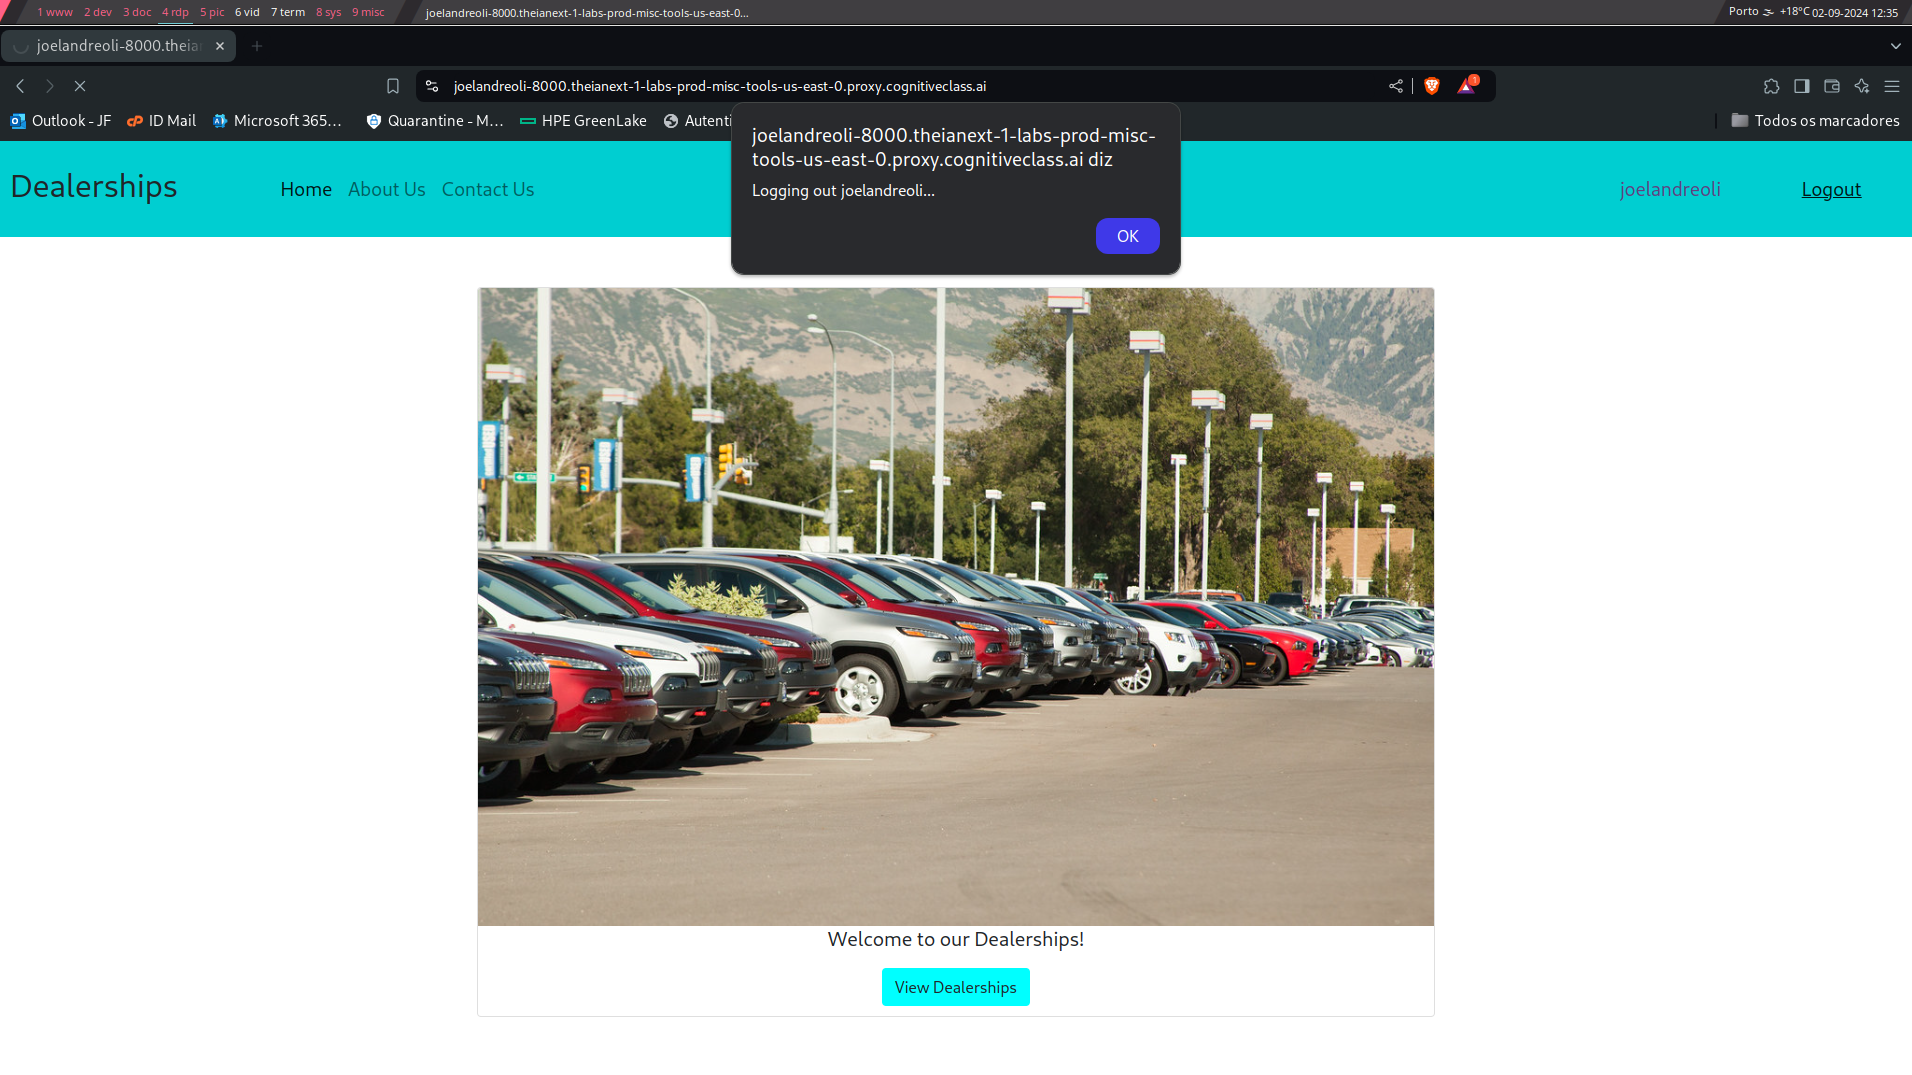 1 www 2 dev 3 doc 4 rdp 5 pic 6 vid 7 term 8 sys 9 misc
joelandreoli-8000.theianext-1-labs-prod-misc-tools-us-east-0...
Porto +18°C 02-09-2024 12:35
joelandreoli-8000.theia
joelandreoli-8000.theianext-1-labs-prod-misc-tools-us-east-0.proxy.cognitiveclass.ai
1
Outlook - JF ID Mail Microsoft 365... Quarantine - M... HPE GreenLake Autenti
Todos os marcadores
joelandreoli-8000.theianext-1-labs-prod-misc-
tools-us-east-0.proxy.cognitiveclass.ai diz
Logging out joelandreoli...
OK
Dealerships
Home About Us Contact Us
joelandreoli
Logout
Welcome to our Dealerships!
View Dealerships